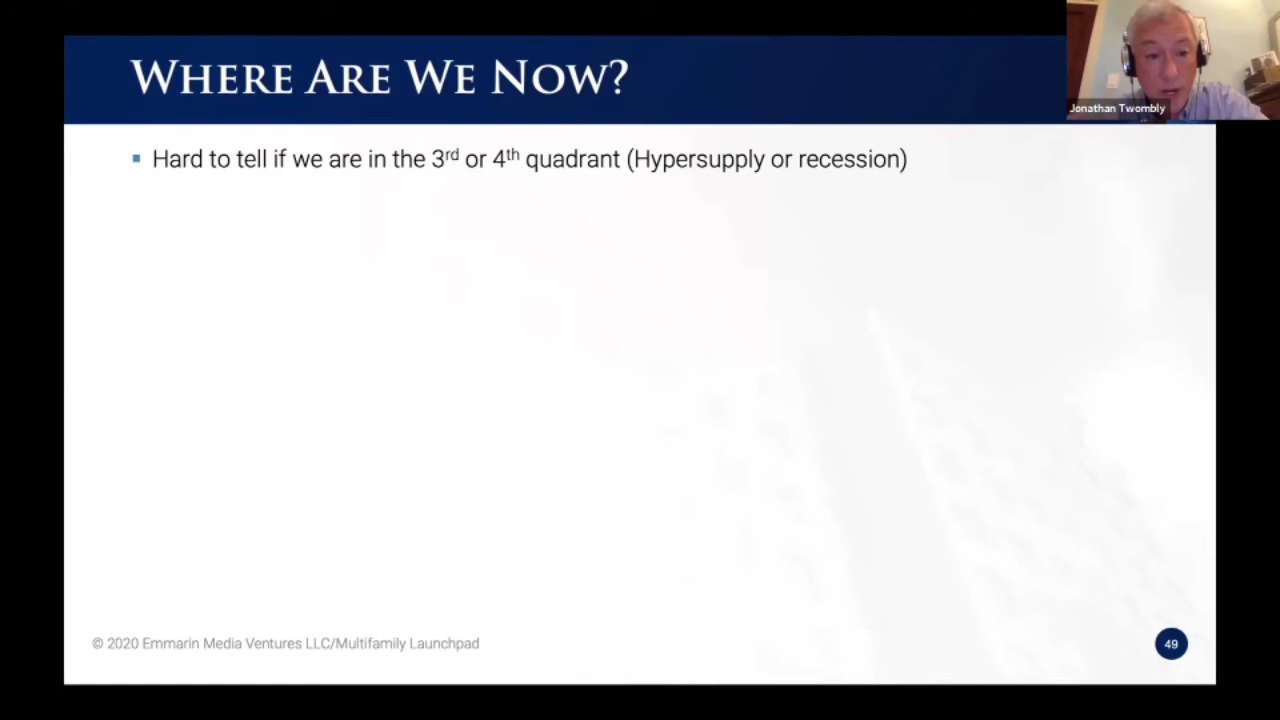 WHERE ARE WE NOW?
Jonathan Twombly
▪ Hard to tell if we are in the 3rd or 4th quadrant (Hypersupply or recession)
© 2020 Emmarin Media Ventures LLC/Multifamily Launchpad
49